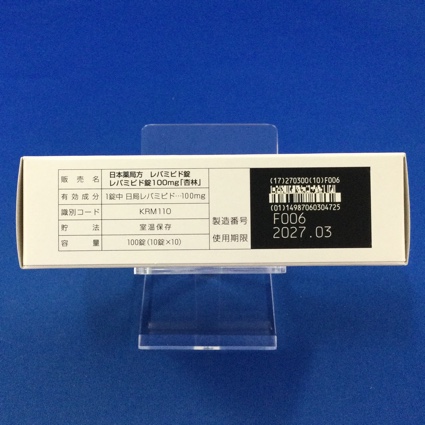 販売名 日本薬局方 レバミピド錠
レバミピド錠100mg「杏林」
有効成分 1錠中 日局レバミピド…100mg
識別コード KRM110
貯法 室温保存
容量 100錠(10錠×10)
製造番号
使用期限
(17)270300(10)F006
(01)14987060304725
F006
2027.03